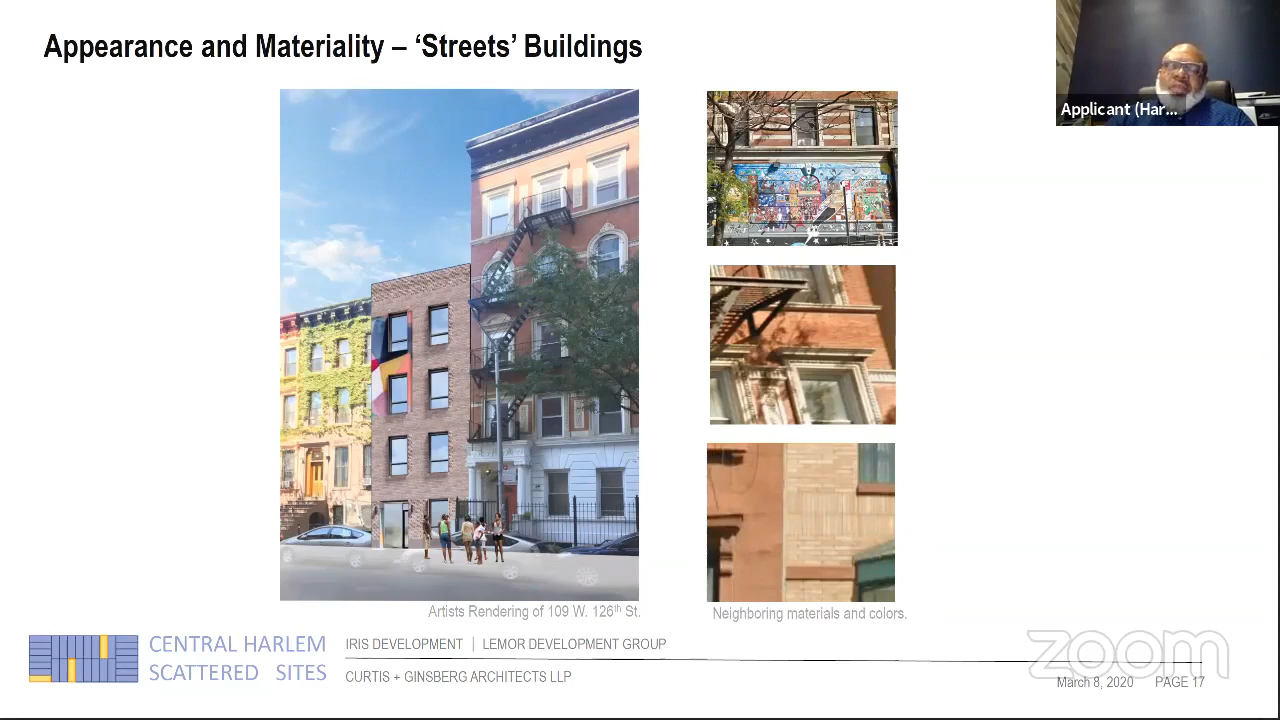 Appearance and Materiality – ‘Streets’ Buildings
Applicant (Har...
Artists Rendering of 109 W. 126th St.
Neighboring materials and colors.
CENTRAL HARLEM
SCATTERED SITES
IRIS DEVELOPMENT | LEMOR DEVELOPMENT GROUP
CURTIS + GINSBERG ARCHITECTS LLP
zoom
March 8, 2020 PAGE 17